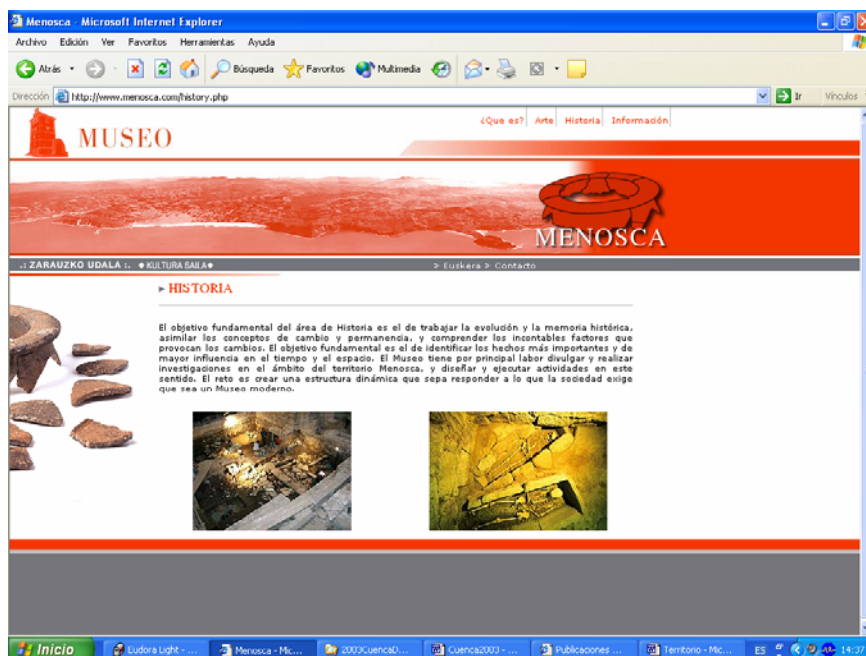 Menosca - Microsoft Internet Explorer
Archivo Edición Ver Favoritos Herramientas Ayuda
Atrás Búsqueda Favoritos Multimedia
Dirección http://www.menosca.com/history.php Ir Vínculos
¿Que es? Arte Historia Información
MUSEO
MENOSCA
.: ZARAUZKO UDALA :. KULTURA SAILA > Euskera > Contacto
HISTORIA
El objetivo fundamental del área de Historia es el de trabajar la evolución y la memoria histórica,
asimilar los conceptos de cambio y permanencia, y comprender los incontables factores que
provocan los cambios. El objetivo fundamental es el de identificar los hechos más importantes y de
mayor influencia en el tiempo y el espacio. El Museo tiene por principal labor divulgar y realizar
investigaciones en el ámbito del territorio Menosca, y diseñar y ejecutar actividades en este
sentido. El reto es crear una estructura dinámica que sepa responder a lo que la sociedad exige
que sea un Museo moderno.
Inicio Eudora Light - ... Menosca - Mic... 2003CuencaD... Cuenca2003 - ... Publicaciones ... Territorio - Mic... ES 14:37